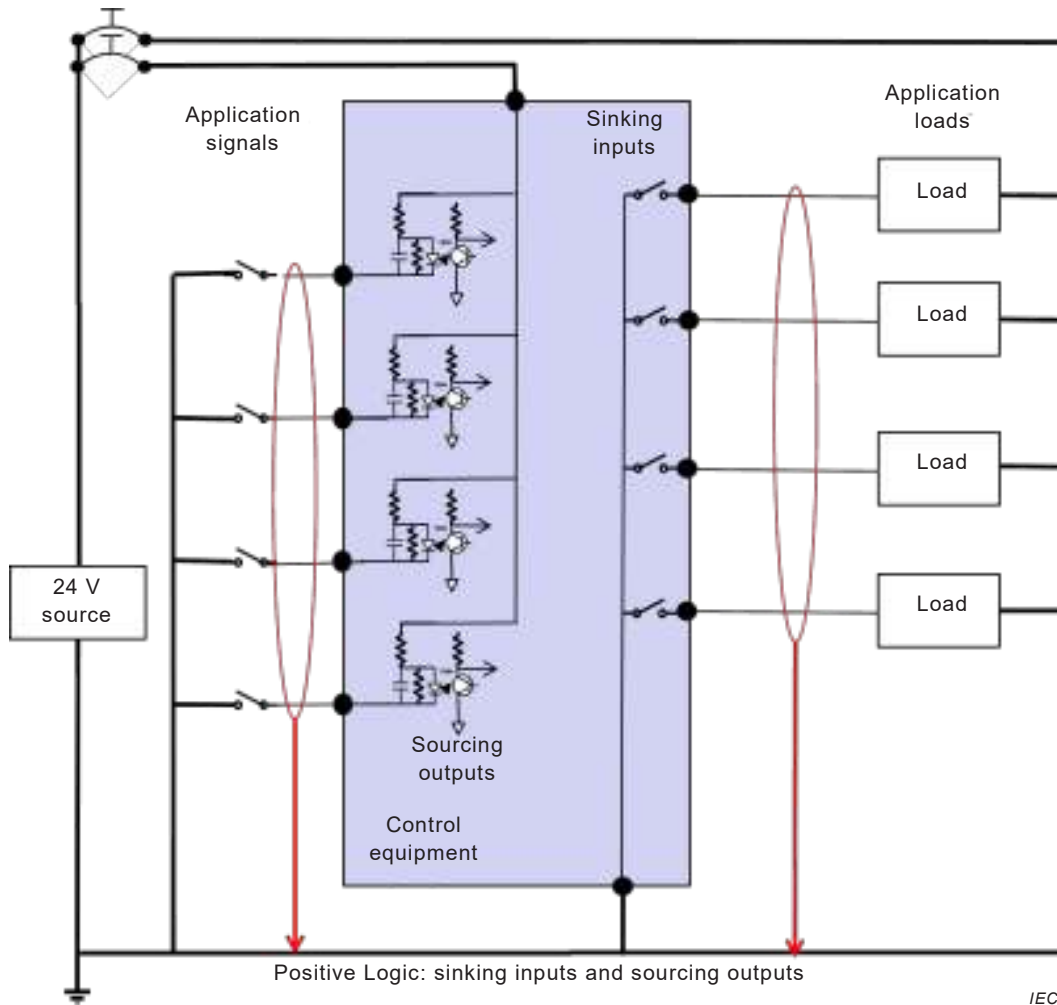 Application
signals
Sinking
inputs
Application
loads
Load
Load
Load
Load
24 V
source
Sourcing
outputs
Control
equipment
Positive Logic: sinking inputs and sourcing outputs
IEC